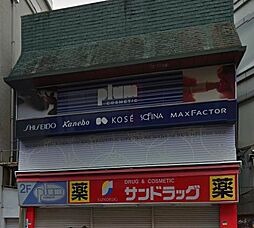 plum
COSMETIC
SHISEIDO Kanebo KOSÉ SOFINA MAXFACTOR
DRUG & COSMETIC
2F plum 薬 SUNDRUG サンドラッグ 薬